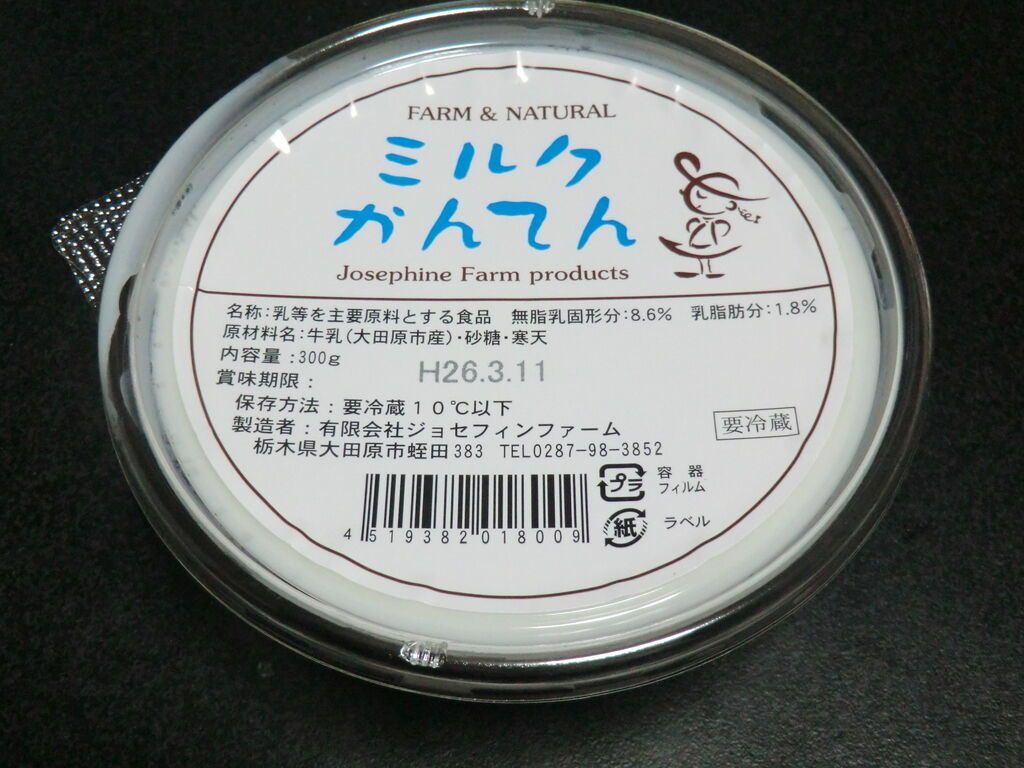 FARM & NATURAL
ミルク
かんてん
Josephine Farm products
名称:乳等を主要原料とする食品 無脂乳固形分:8.6% 乳脂肪分:1.8%
原材料名:牛乳(大田原市産)・砂糖・寒天
内容量:300g
賞味期限: H26.3.11
保存方法:要冷蔵10℃以下
製造者:有限会社ジョセフィンファーム
栃木県大田原市蛭田383 TEL0287-98-3852
要冷蔵
プラ 容器
フィルム
紙 ラベル
4 519382 018009